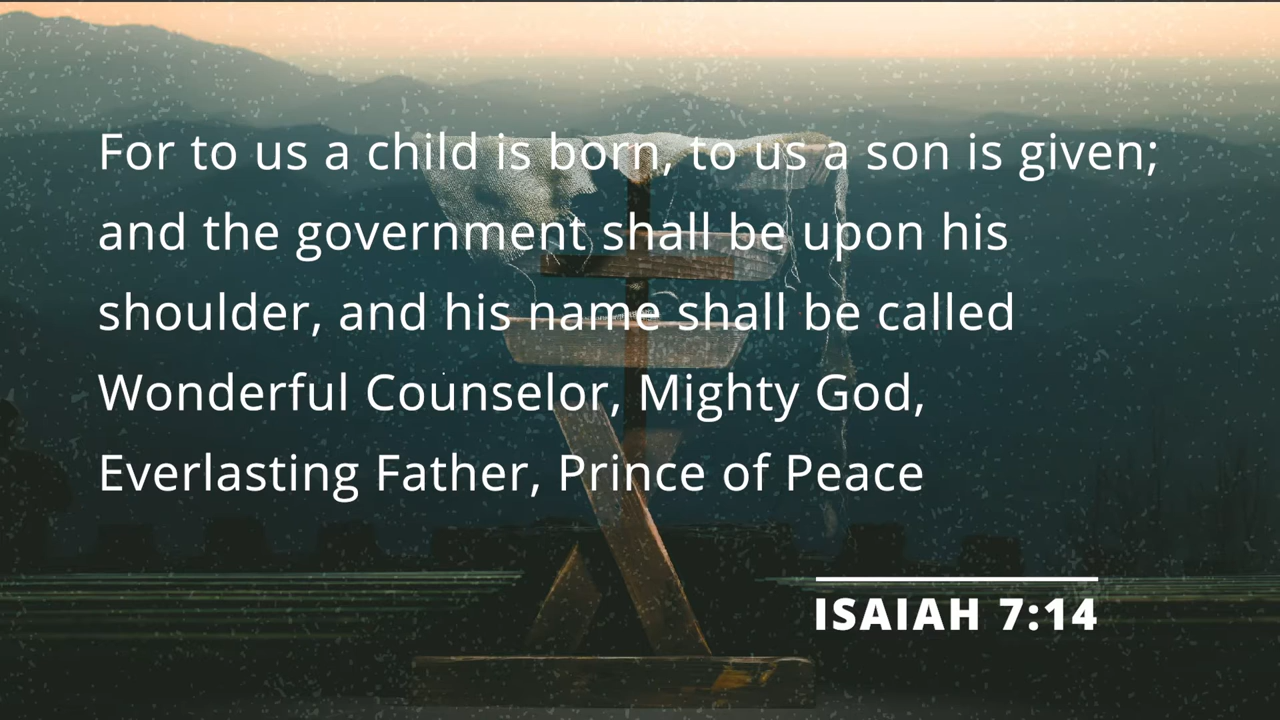 For to us a child is born, to us a son is given;
and the government shall be upon his
shoulder, and his name shall be called
Wonderful Counselor, Mighty God,
Everlasting Father, Prince of Peace
ISAIAH 7:14